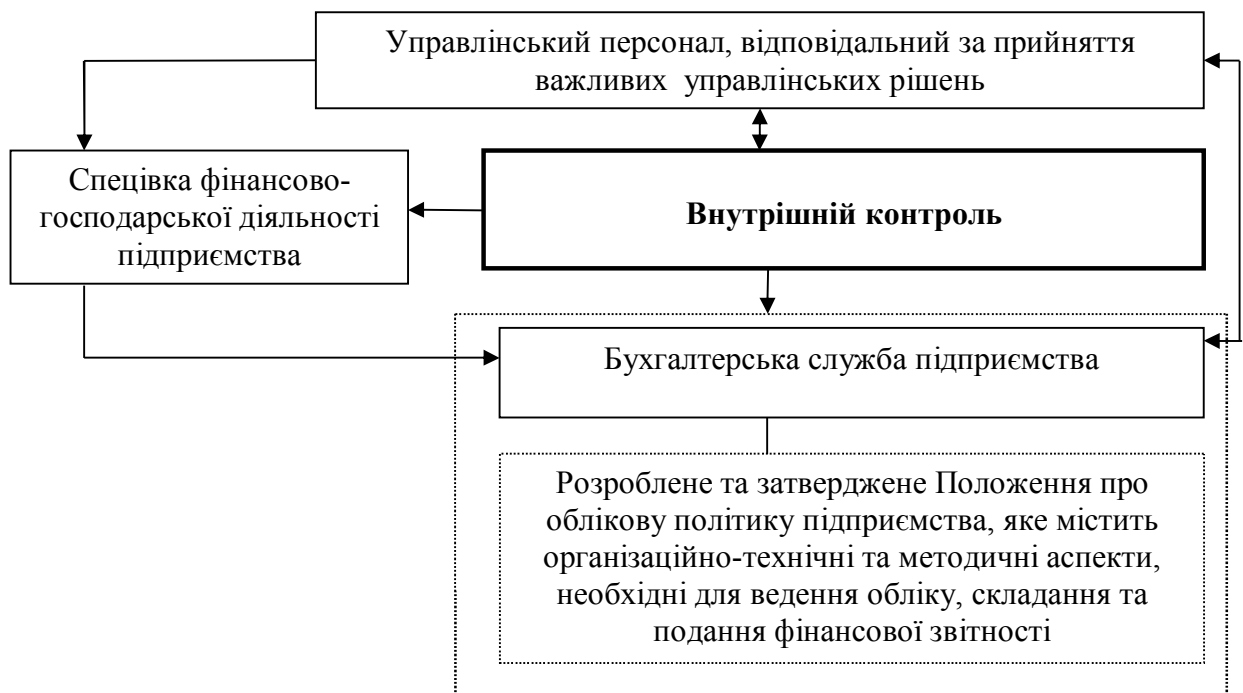 Управлінський персонал, відповідальний за прийняття
важливих управлінських рішень
Спецівка фінансово-
господарської діяльності
підприємства
Внутрішній контроль
Бухгалтерська служба підприємства
Розроблене та затверджене Положення про
облікову політику підприємства, яке містить
організаційно-технічні та методичні аспекти,
необхідні для ведення обліку, складання та
подання фінансової звітності